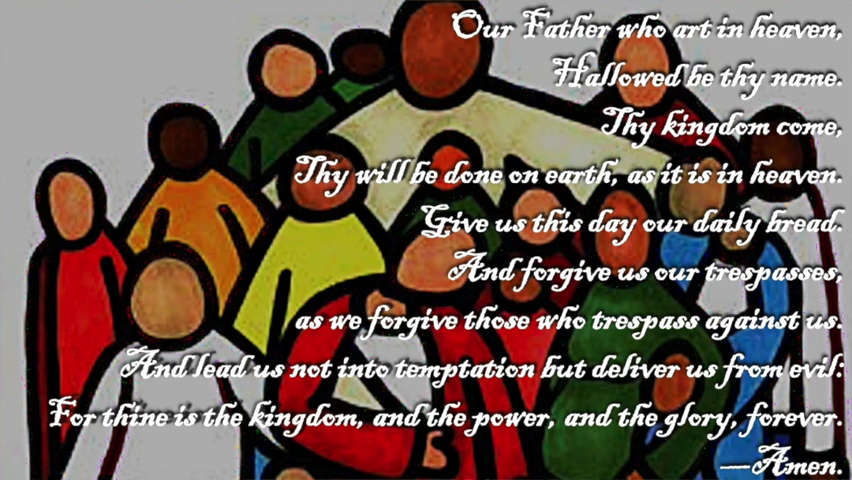 Our Father who art in heaven,
Hallowed be thy name.
Thy kingdom come,
Thy will be done on earth, as it is in heaven.
Give us this day our daily bread.
And forgive us our trespasses,
as we forgive those who trespass against us.
And lead us not into temptation but deliver us from evil:
For thine is the kingdom, and the power, and the glory, forever.
—Amen.